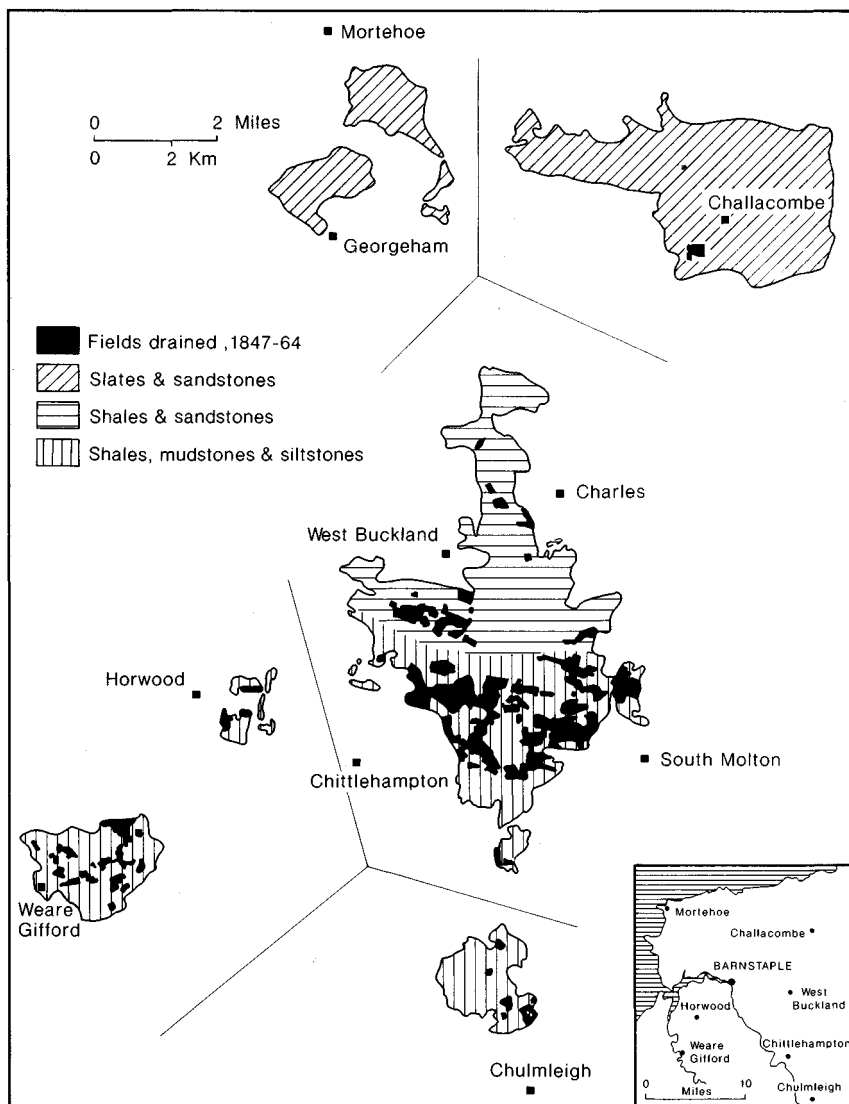 Mortehoe
0 2 Miles
0 2 Km
Challacombe
Georgeham
Fields drained ,1847-64
Slates & sandstones
Shales & sandstones
Shales, mudstones & siltstones
Charles
West Buckland
Horwood
South Molton
Chittlehampton
Weare
Gifford
Chulmleigh
Mortehoe
Challacombe
BARNSTAPLE
West
Buckland
Horwood
Weare
Gifford
Chittlehampton
0 10
Miles
Chulmleigh